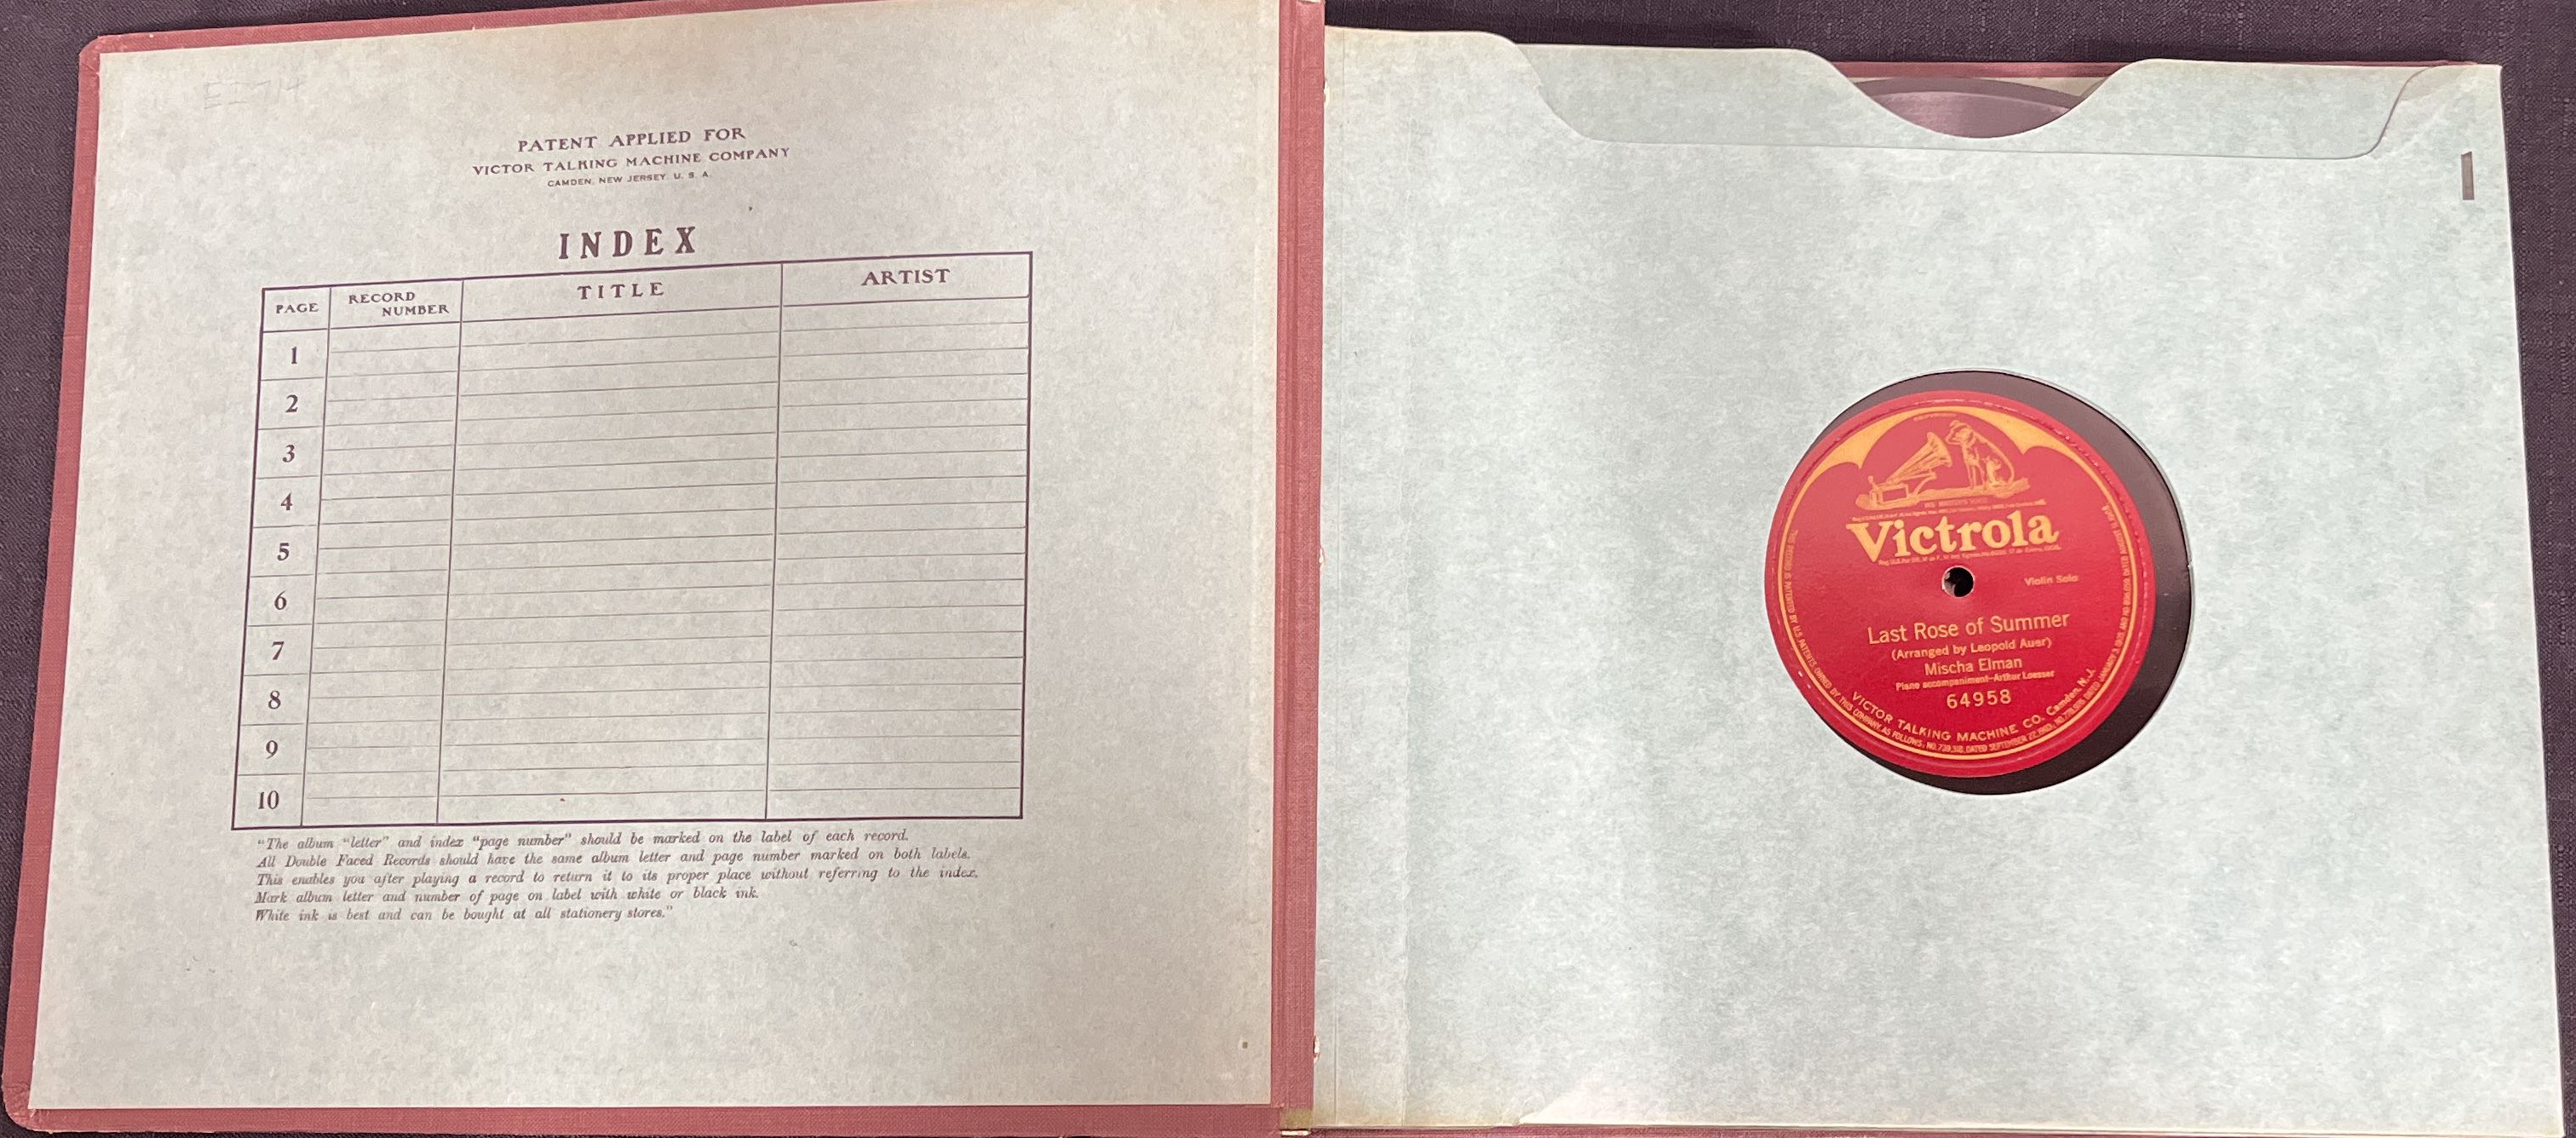 PATENT APPLIED FOR
VICTOR TALKING MACHINE COMPANY
CAMDEN, NEW JERSEY. U. S. A.
INDEX
PAGE RECORD NUMBER TITLE ARTIST
1
2
3
4
5
6
7
8
9
10
"The album "letter" and index "page number" should be marked on the label of each record.
All Double Faced Records should have the same album letter and page number marked on both labels.
This enables you after playing a record to return it to its proper place without referring to the index.
Mark album letter and number of page on label with white or black ink.
White ink is best and can be bought at all stationery stores."
1
HIS MASTER'S VOICE
Victrola
Violin Solo
Last Rose of Summer
(Arranged by Leopold Auer)
Mischa Elman
Piano accompaniment—Arthur Loesser
64958
VICTOR TALKING MACHINE CO. Camden, N.J.